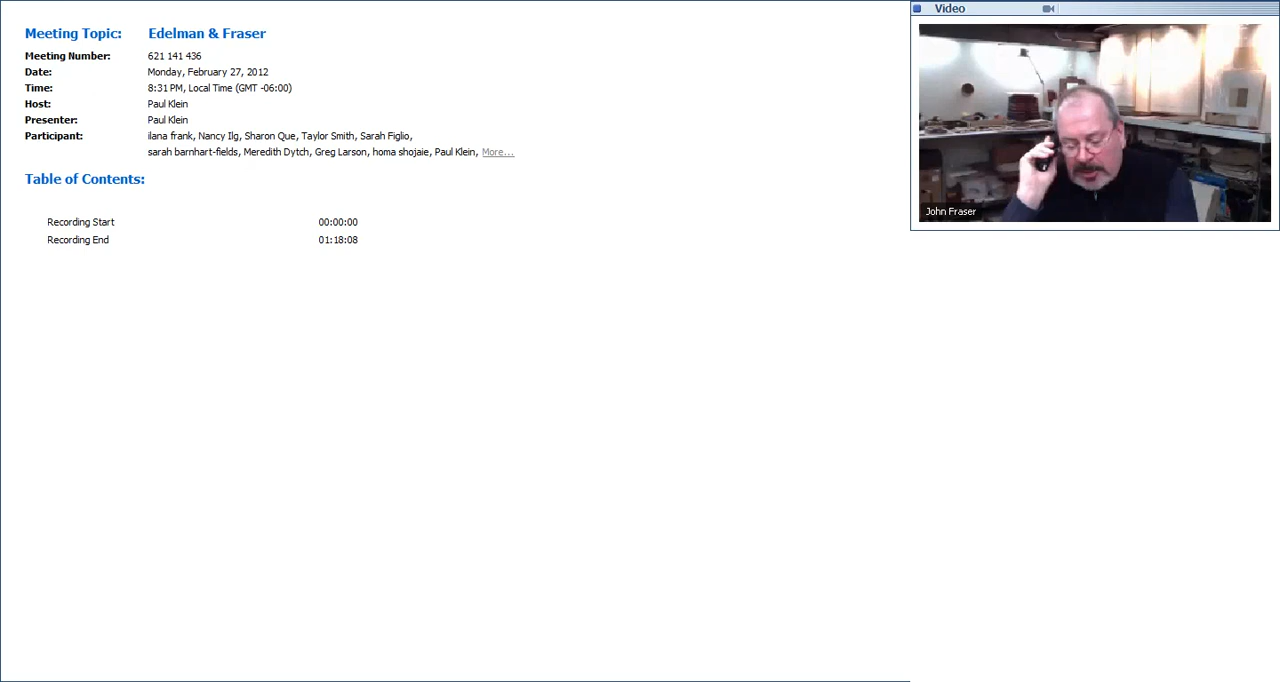 Meeting Topic: Edelman & Fraser
Meeting Number: 621 141 436
Date: Monday, February 27, 2012
Time: 8:31 PM, Local Time (GMT -06:00)
Host: Paul Klein
Presenter: Paul Klein
Participant: ilana frank, Nancy Ilg, Sharon Que, Taylor Smith, Sarah Figlio,
sarah barnhart-fields, Meredith Dytch, Greg Larson, homa shojaie, Paul Klein, More...
Table of Contents:
Recording Start 00:00:00
Recording End 01:18:08
Video
John Fraser